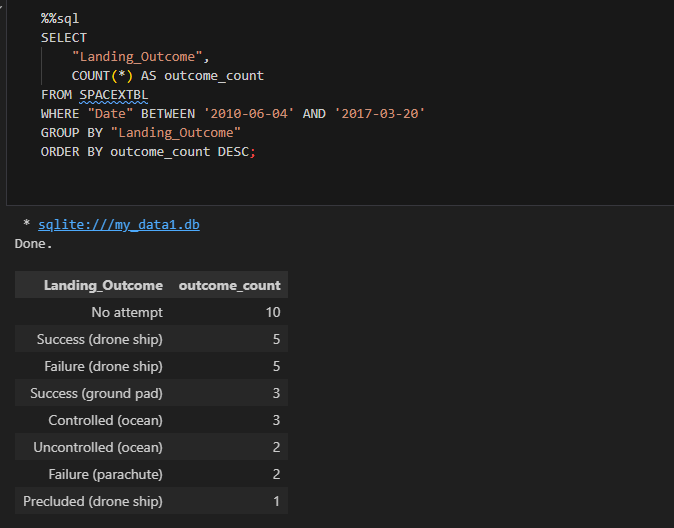 %%sql
SELECT
"Landing_Outcome",
COUNT(*) AS outcome_count
FROM SPACEXTBL
WHERE "Date" BETWEEN '2010-06-04' AND '2017-03-20'
GROUP BY "Landing_Outcome"
ORDER BY outcome_count DESC;
* sqlite:///my_data1.db
Done.
Landing_Outcome outcome_count
No attempt 10
Success (drone ship) 5
Failure (drone ship) 5
Success (ground pad) 3
Controlled (ocean) 3
Uncontrolled (ocean) 2
Failure (parachute) 2
Precluded (drone ship) 1